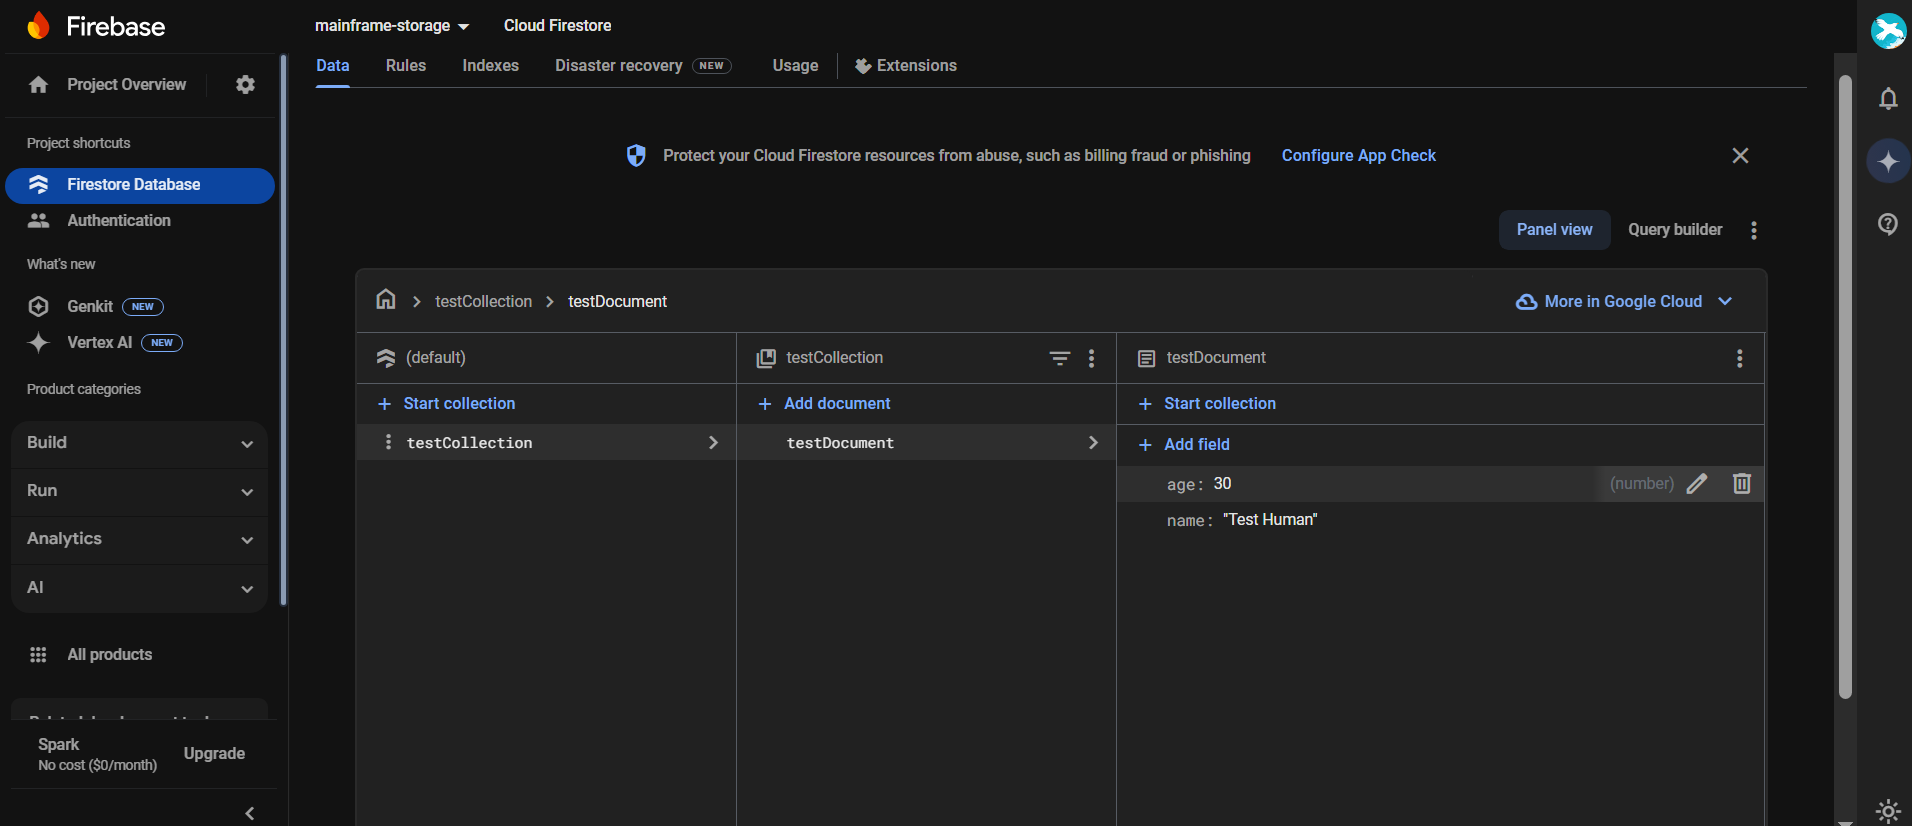 Firebase
mainframe-storage
Cloud Firestore
Project Overview
Data
Rules
Indexes
Disaster recovery NEW
Usage
Extensions
Project shortcuts
Firestore Database
Authentication
What's new
Genkit NEW
Vertex AI NEW
Product categories
Build
Run
Analytics
AI
All products
Spark
No cost ($0/month)
Upgrade
Protect your Cloud Firestore resources from abuse, such as billing fraud or phishing
Configure App Check
Panel view
Query builder
testCollection
testDocument
More in Google Cloud
(default)
testCollection
testDocument
Start collection
Add document
Start collection
testCollection
testDocument
Add field
age: 30
(number)
name: "Test Human"